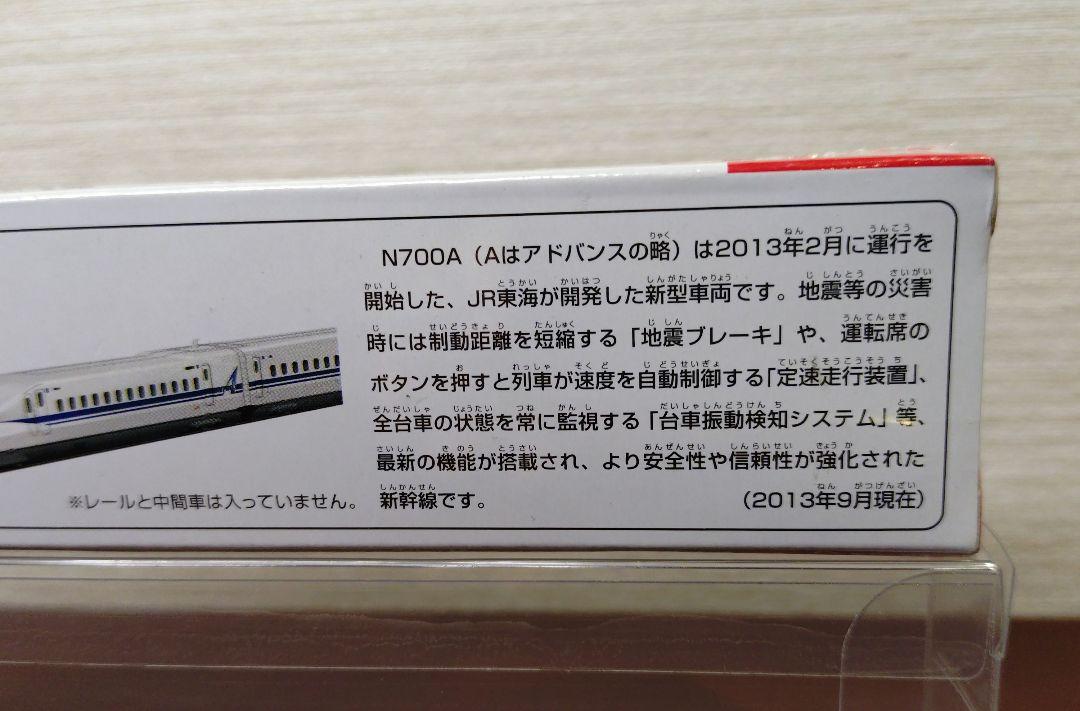 N700A（Aはアドバンスの略）は2013年2月に運行を
開始した、JR東海が開発した新型車両です。地震等の災害
時には制動距離を短縮する「地震ブレーキ」や、運転席の
ボタンを押すと列車が速度を自動制御する「定速走行装置」、
全台車の状態を常に監視する「台車振動検知システム」等、
最新の機能が搭載され、より安全性や信頼性が強化された
新幹線です。
（2013年9月現在）
※レールと中間車は入っていません。